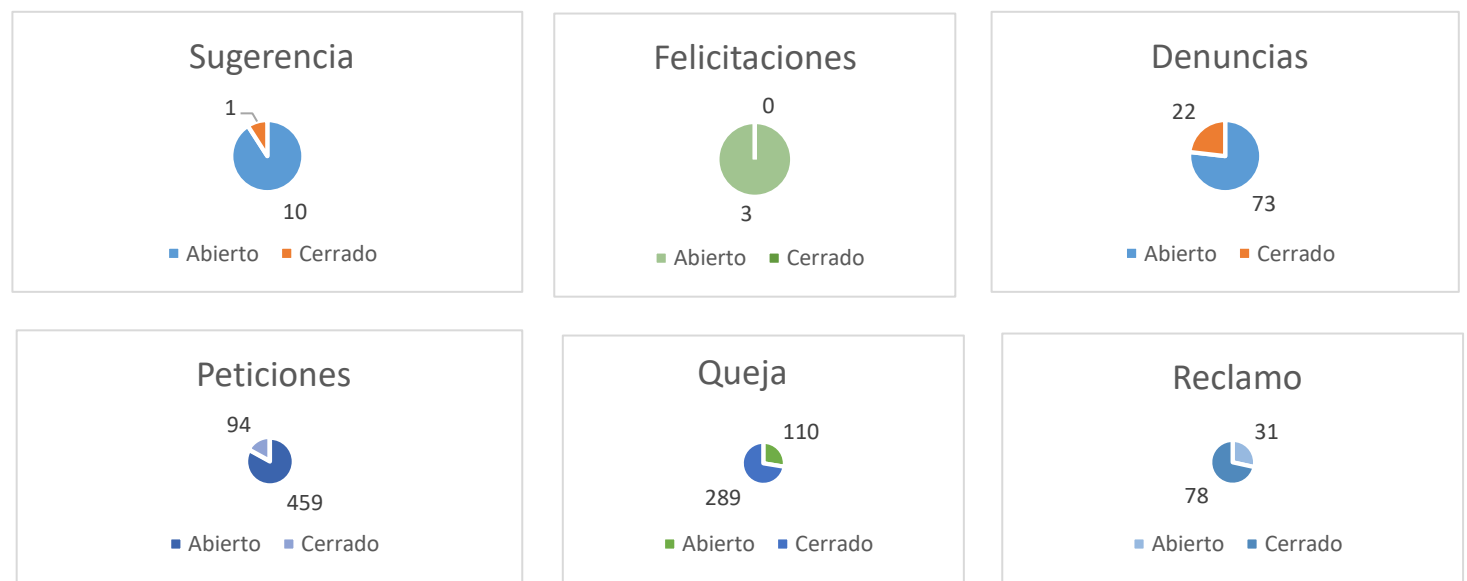 Sugerencia
1
10
Abierto Cerrado
Felicitaciones
0
3
Abierto Cerrado
Denuncias
22
73
Abierto Cerrado
Peticiones
94
459
Abierto Cerrado
Queja
110
289
Abierto Cerrado
Reclamo
31
78
Abierto Cerrado